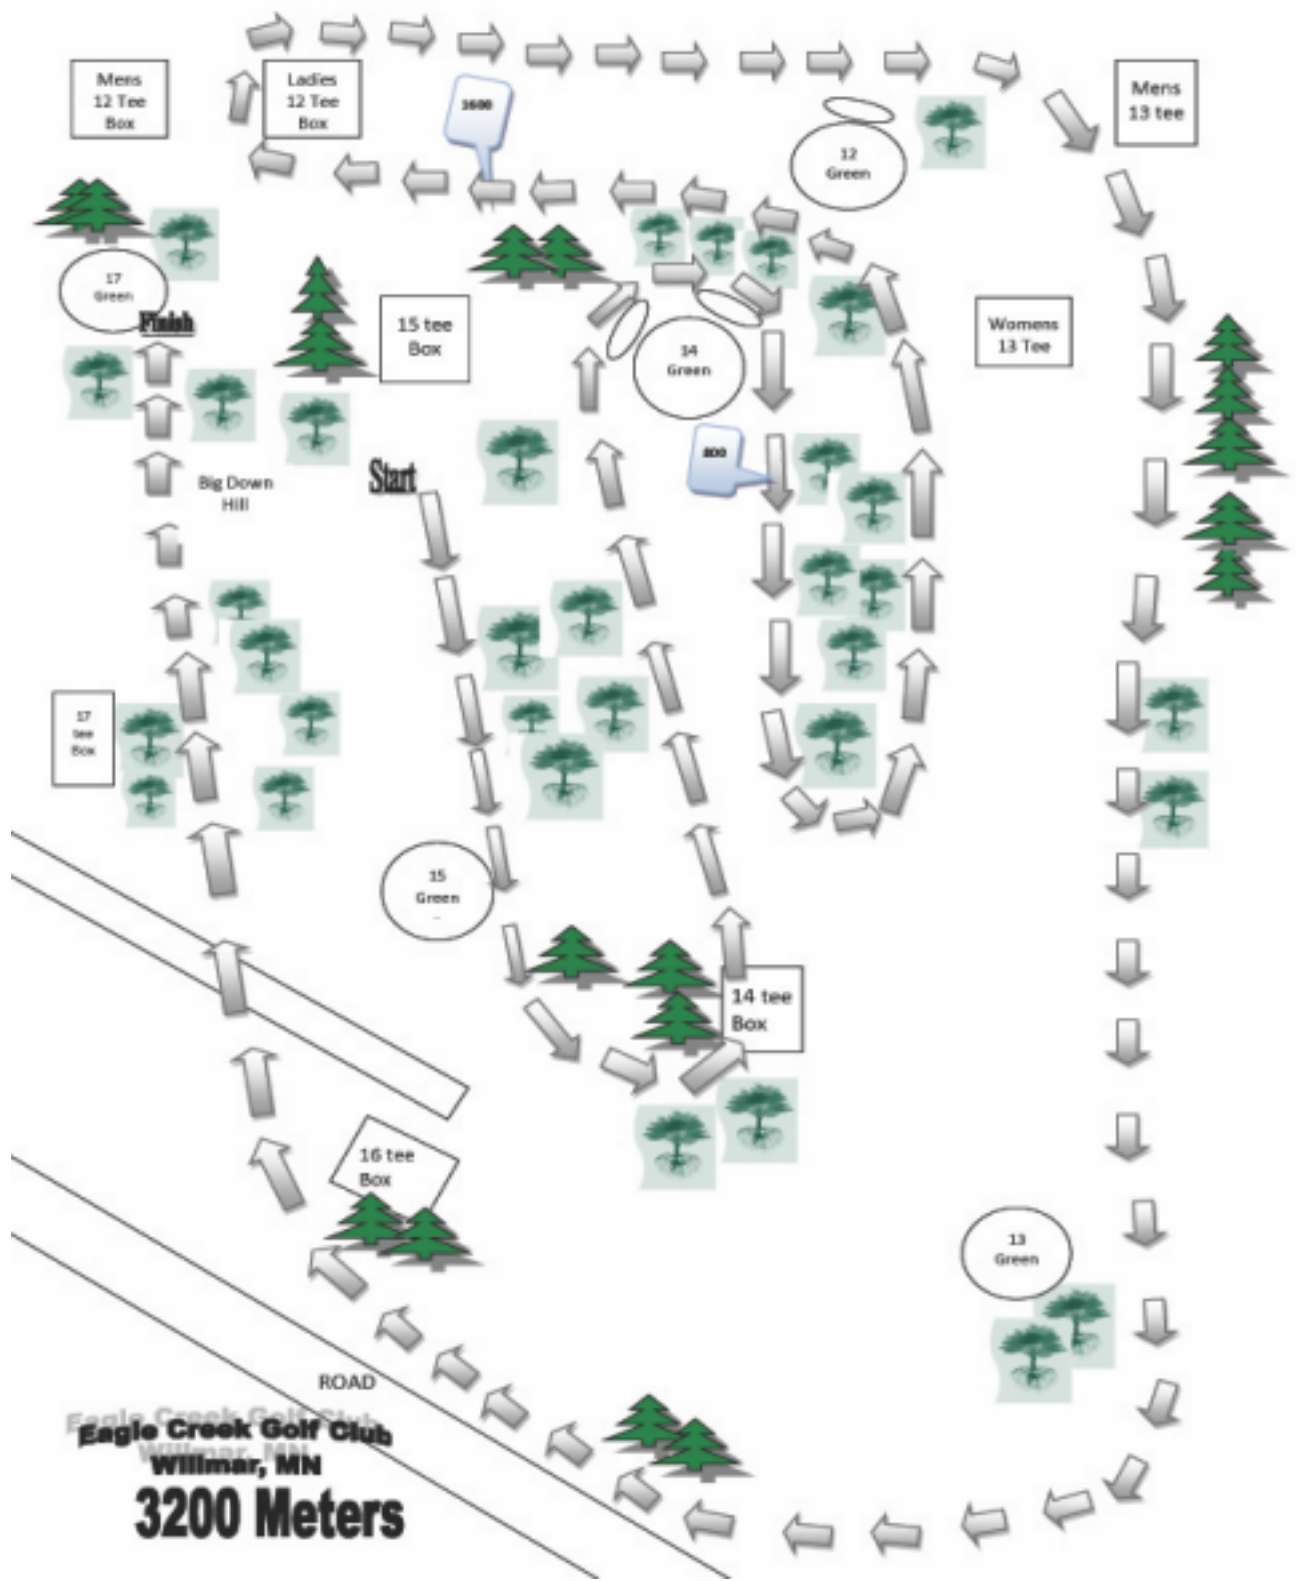 Mens
12 Tee
Box
Ladies
12 Tee
Box
Mens
13 tee
12
Green
17
Green
Finish
15 tee
Box
14
Green
Womens
13 Tee
800
Start
Big Down
Hill
17
tee
Box
15
Green
14 tee
Box
16 tee
Box
13
Green
ROAD
Eagle Creek Golf Club
Willmar, MN
3200 Meters